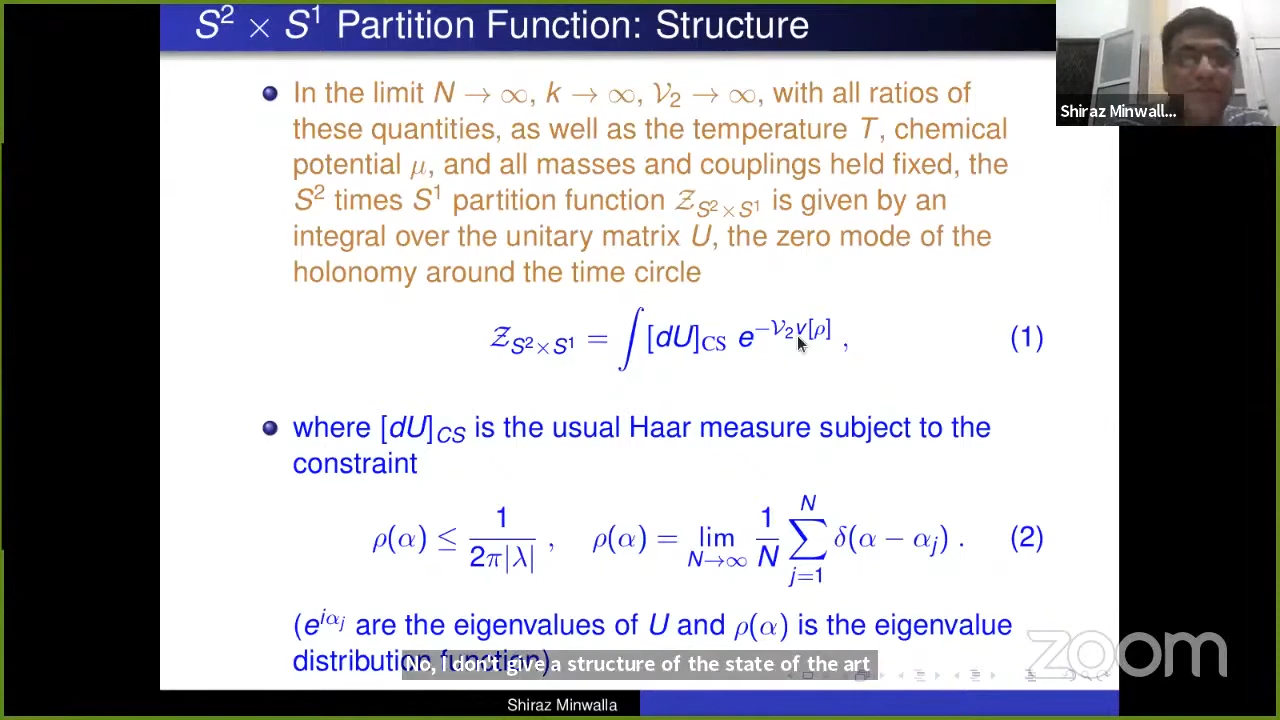 S² × S¹ Partition Function: Structure
Shiraz Minwall...
In the limit N → ∞, k → ∞, 𝒱₂ → ∞, with all ratios of
these quantities, as well as the temperature T, chemical
potential μ, and all masses and couplings held fixed, the
S² times S¹ partition function 𝒵_{S²×S¹} is given by an
integral over the unitary matrix U, the zero mode of the
holonomy around the time circle
𝒵_{S²×S¹} = ∫ [dU]_{CS} e^{−𝒱₂v[ρ]} , (1)
where [dU]_{CS} is the usual Haar measure subject to the
constraint
ρ(α) ≤ 1/(2π|λ|) , ρ(α) = lim_{N→∞} 1/N ∑_{j=1}^{N} δ(α − α_j) . (2)
(e^{iα_j} are the eigenvalues of U and ρ(α) is the eigenvalue
distribution function)
No, I don't give a structure of the state of the art
zoom
Shiraz Minwalla